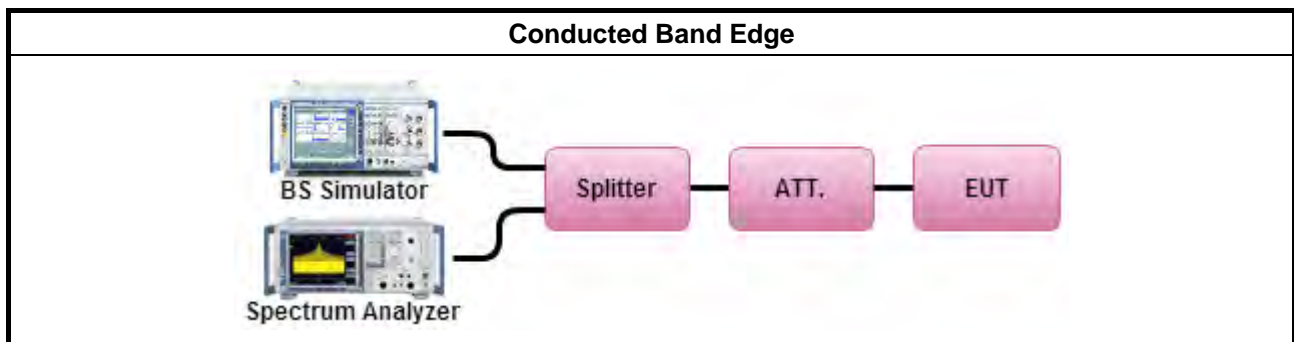 Conducted Band Edge
BS Simulator
Splitter
ATT.
EUT
Spectrum Analyzer